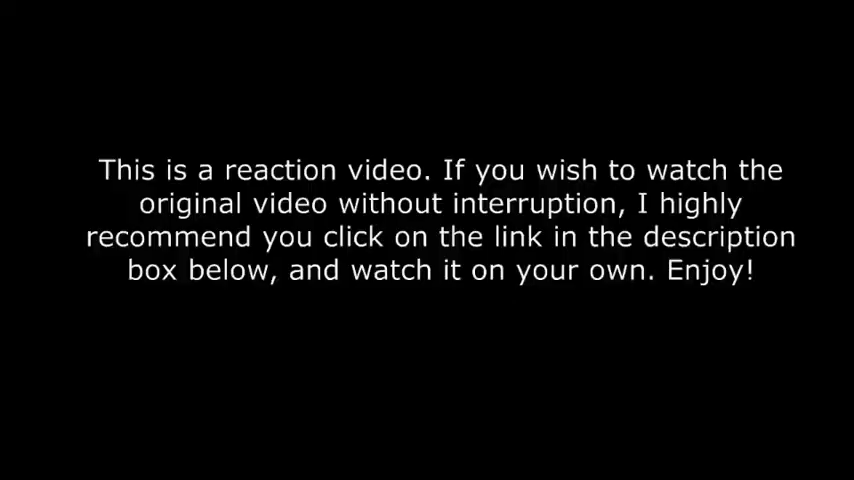 This is a reaction video. If you wish to watch the
original video without interruption, I highly
recommend you click on the link in the description
box below, and watch it on your own. Enjoy!